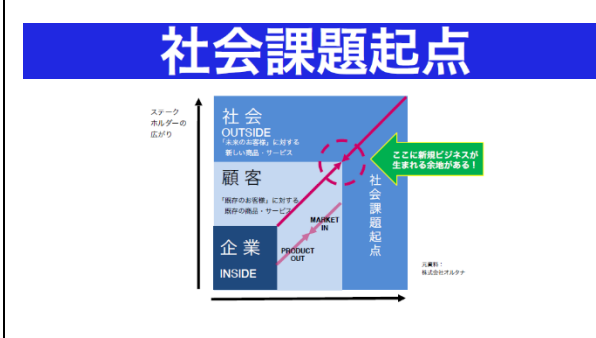 社会課題起点
ステーク
ホルダーの
広がり
社会
OUTSIDE
「未来のお客様」に対する
新しい商品・サービス
ここに新規ビジネスが
生まれる余地がある！
顧客
「既存のお客様」に対する
既存の商品・サービス
社会課題起点
MARKET
IN
PRODUCT
OUT
企業
INSIDE
元資料：
株式会社オルタナ